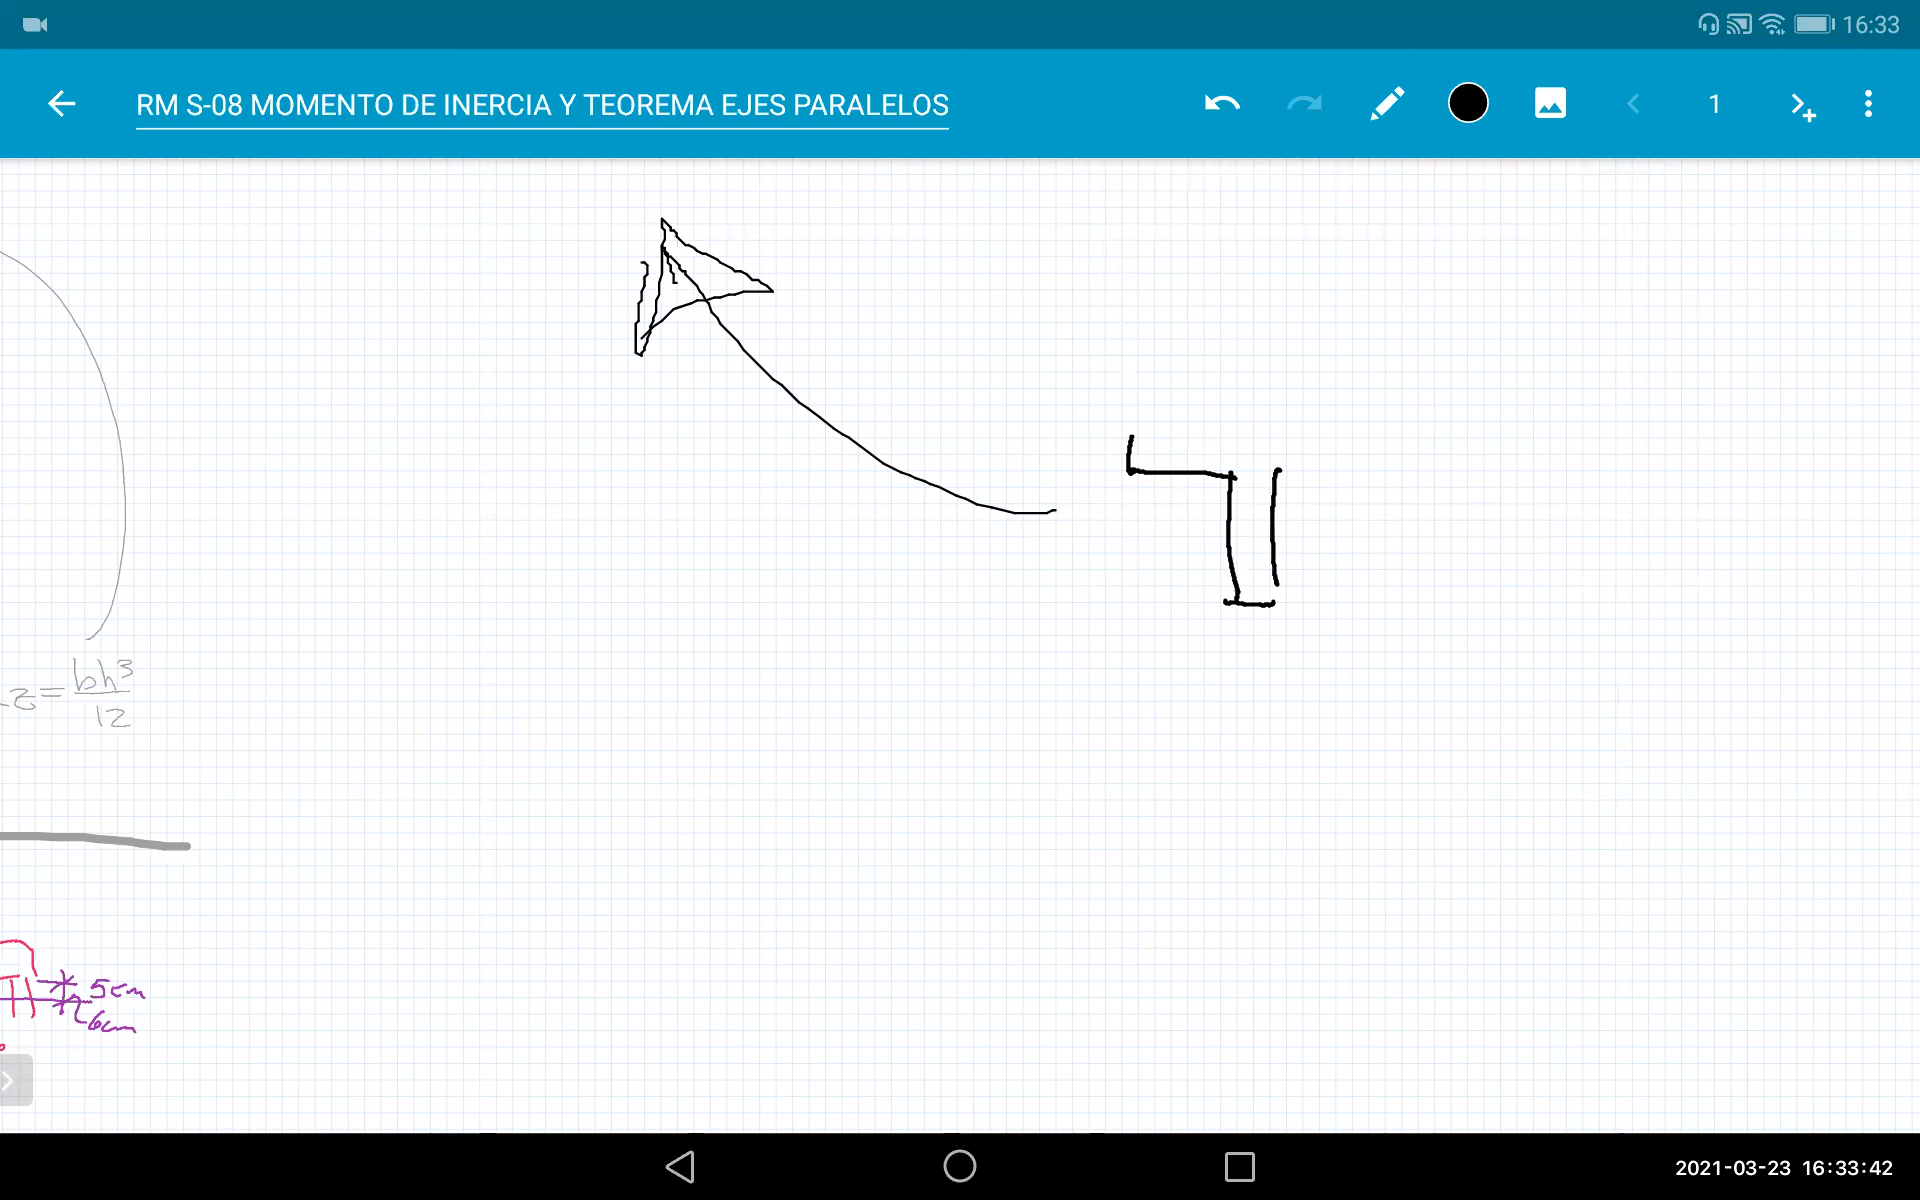 16:33
RM S-08 MOMENTO DE INERCIA Y TEOREMA EJES PARALELOS
1
z = bh³
12
5cm
6cm
2021-03-23 16:33:42